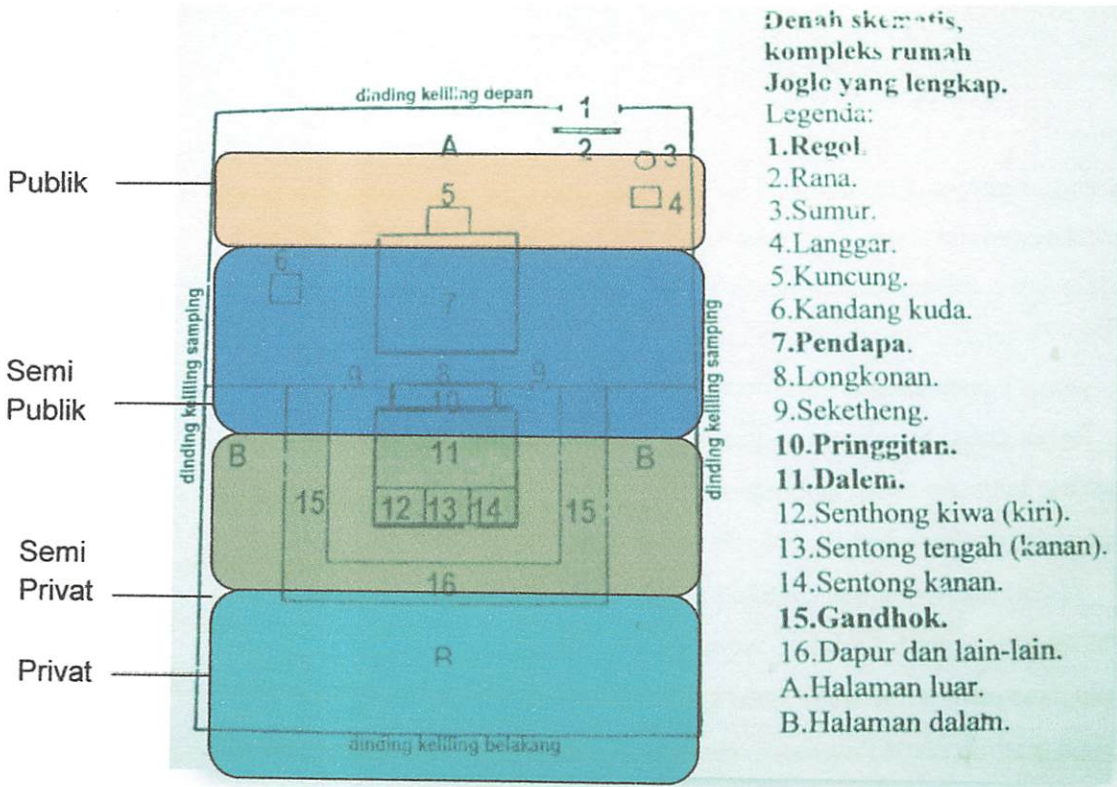 Denah skematis,
kompleks rumah
Joglo yang lengkap.
Legenda:
1.Regol.
2.Rana.
3.Sumur.
4.Langgar.
5.Kuncung.
6.Kandang kuda.
7.Pendapa.
8.Longkonan.
9.Seketheng.
10.Pringgitan.
11.Dalem.
12.Senthong kiwa (kiri).
13.Sentong tengah (kanan).
14.Sentong kanan.
15.Gandhok.
16.Dapur dan lain-lain.
A.Halaman luar.
B.Halaman dalam.
dinding keliling depan
1
2
A
3
4
5
Publik
6
7
dinding keliling samping
dinding keliling samping
Semi
Publik
9
8
9
10
B
11
B
15
12
13
14
15
Semi
Privat
16
Privat
B
dinding keliling belakang